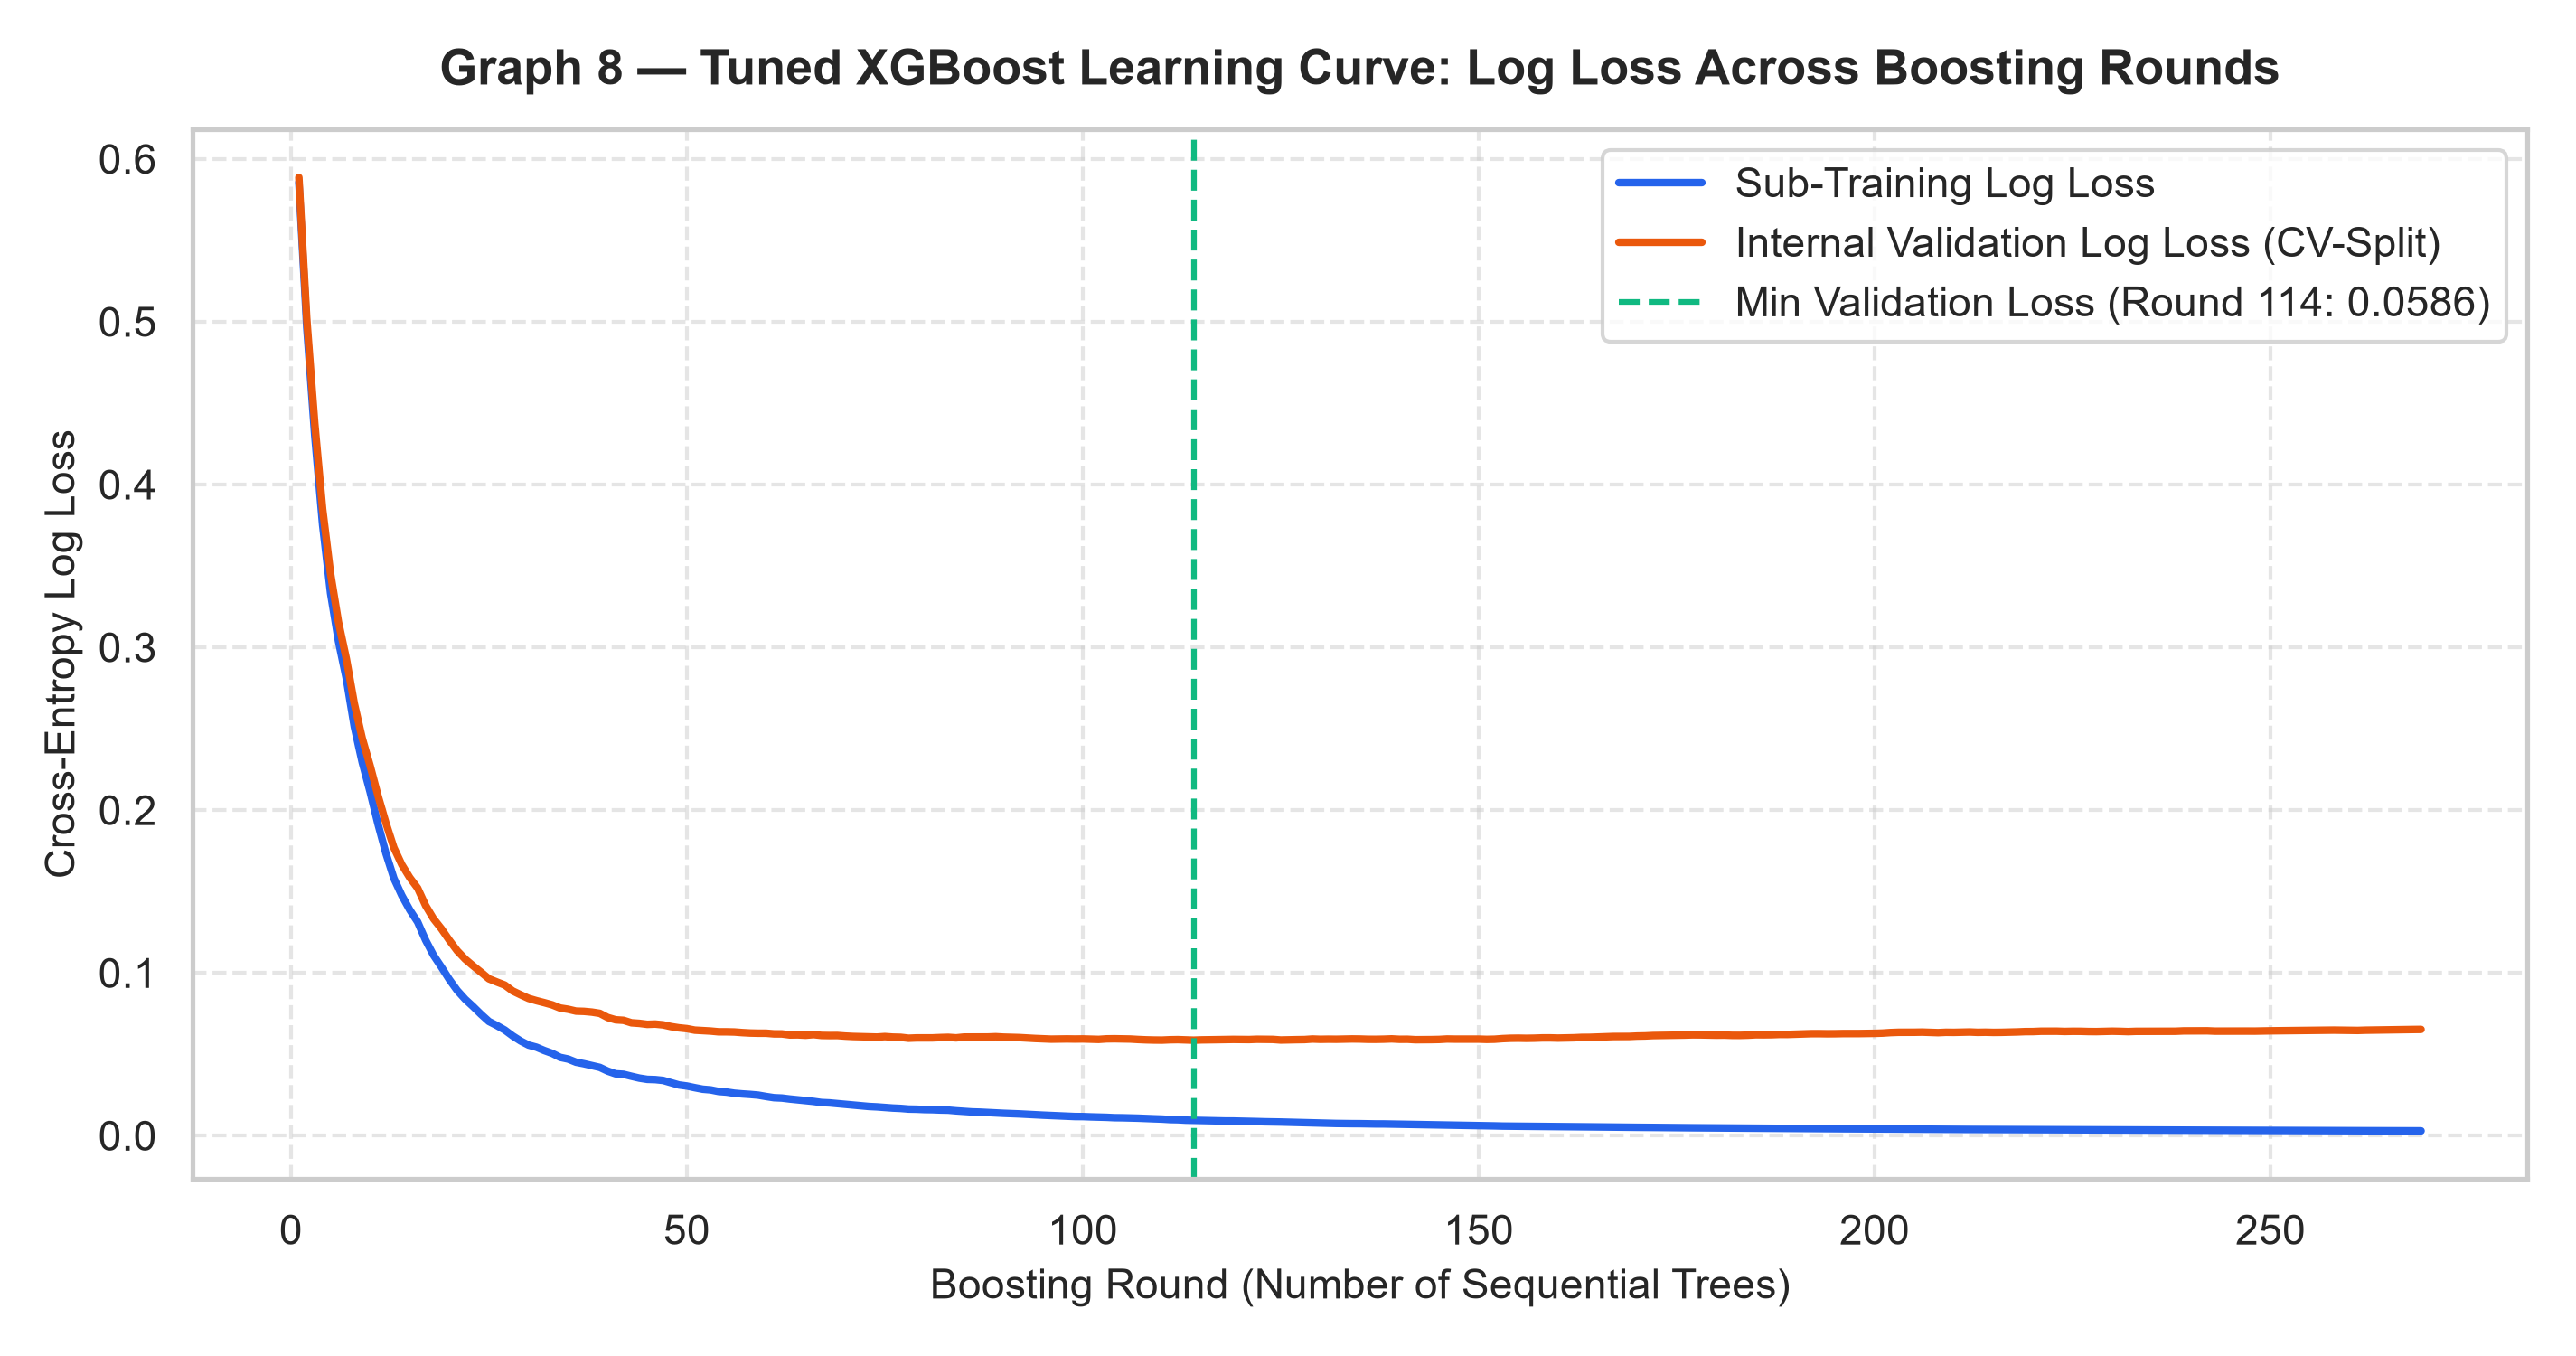 Graph 8 — Tuned XGBoost Learning Curve: Log Loss Across Boosting Rounds
Sub-Training Log Loss
Internal Validation Log Loss (CV-Split)
Min Validation Loss (Round 114: 0.0586)
Cross-Entropy Log Loss
0.6
0.5
0.4
0.3
0.2
0.1
0.0
0 50 100 150 200 250
Boosting Round (Number of Sequential Trees)